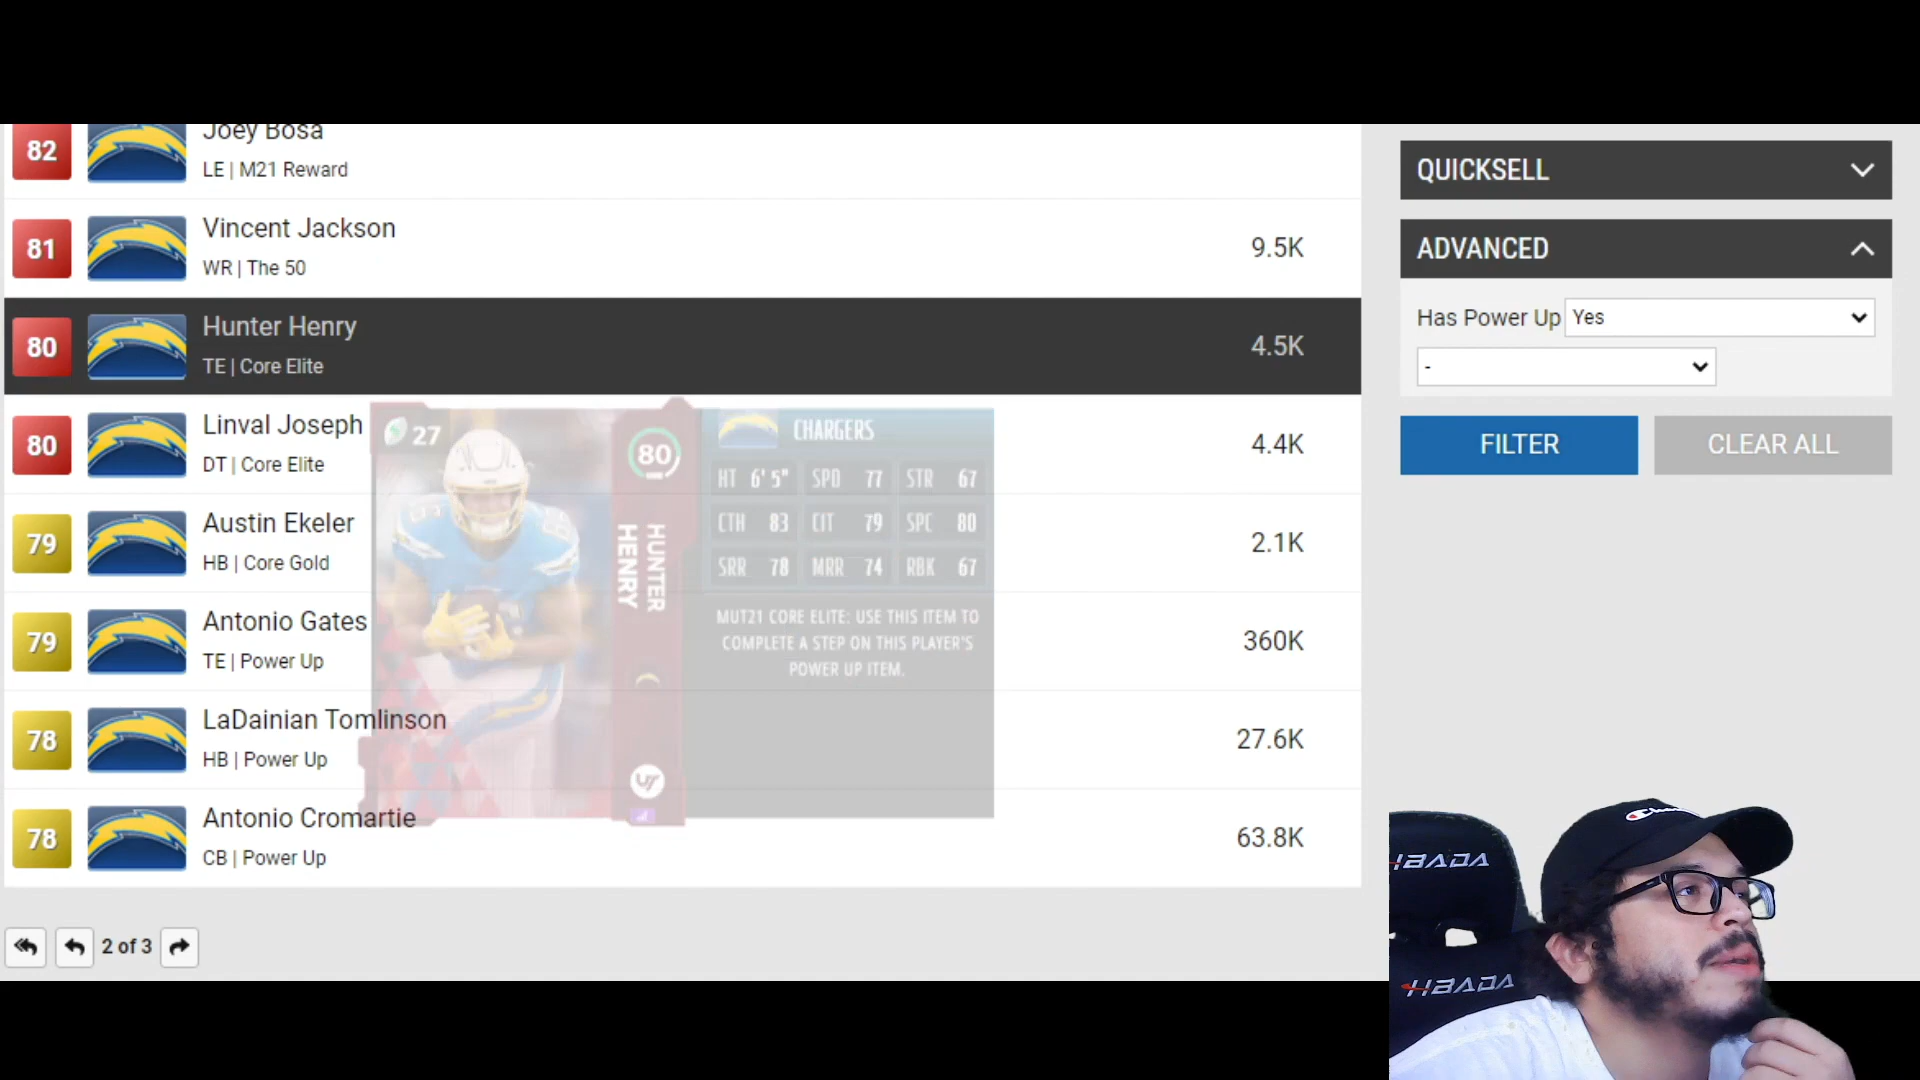 82
Joey Bosa
LE | M21 Reward
81
Vincent Jackson
WR | The 50
9.5K
80
Hunter Henry
TE | Core Elite
4.5K
80
Linval Joseph
DT | Core Elite
4.4K
79
Austin Ekeler
HB | Core Gold
2.1K
79
Antonio Gates
TE | Power Up
360K
78
LaDainian Tomlinson
HB | Power Up
27.6K
78
Antonio Cromartie
CB | Power Up
63.8K
2 of 3
27
80
HUNTER
HENRY
UT
CHARGERS
HT 6' 5" SPD 77 STR 67
CTH 83 CIT 79 SPC 80
SRR 78 MRR 74 RBK 67
MUT21 CORE ELITE: USE THIS ITEM TO
COMPLETE A STEP ON THIS PLAYER'S
POWER UP ITEM.
QUICKSELL
ADVANCED
Has Power Up Yes
-
FILTER CLEAR ALL
HBADA
HBADA